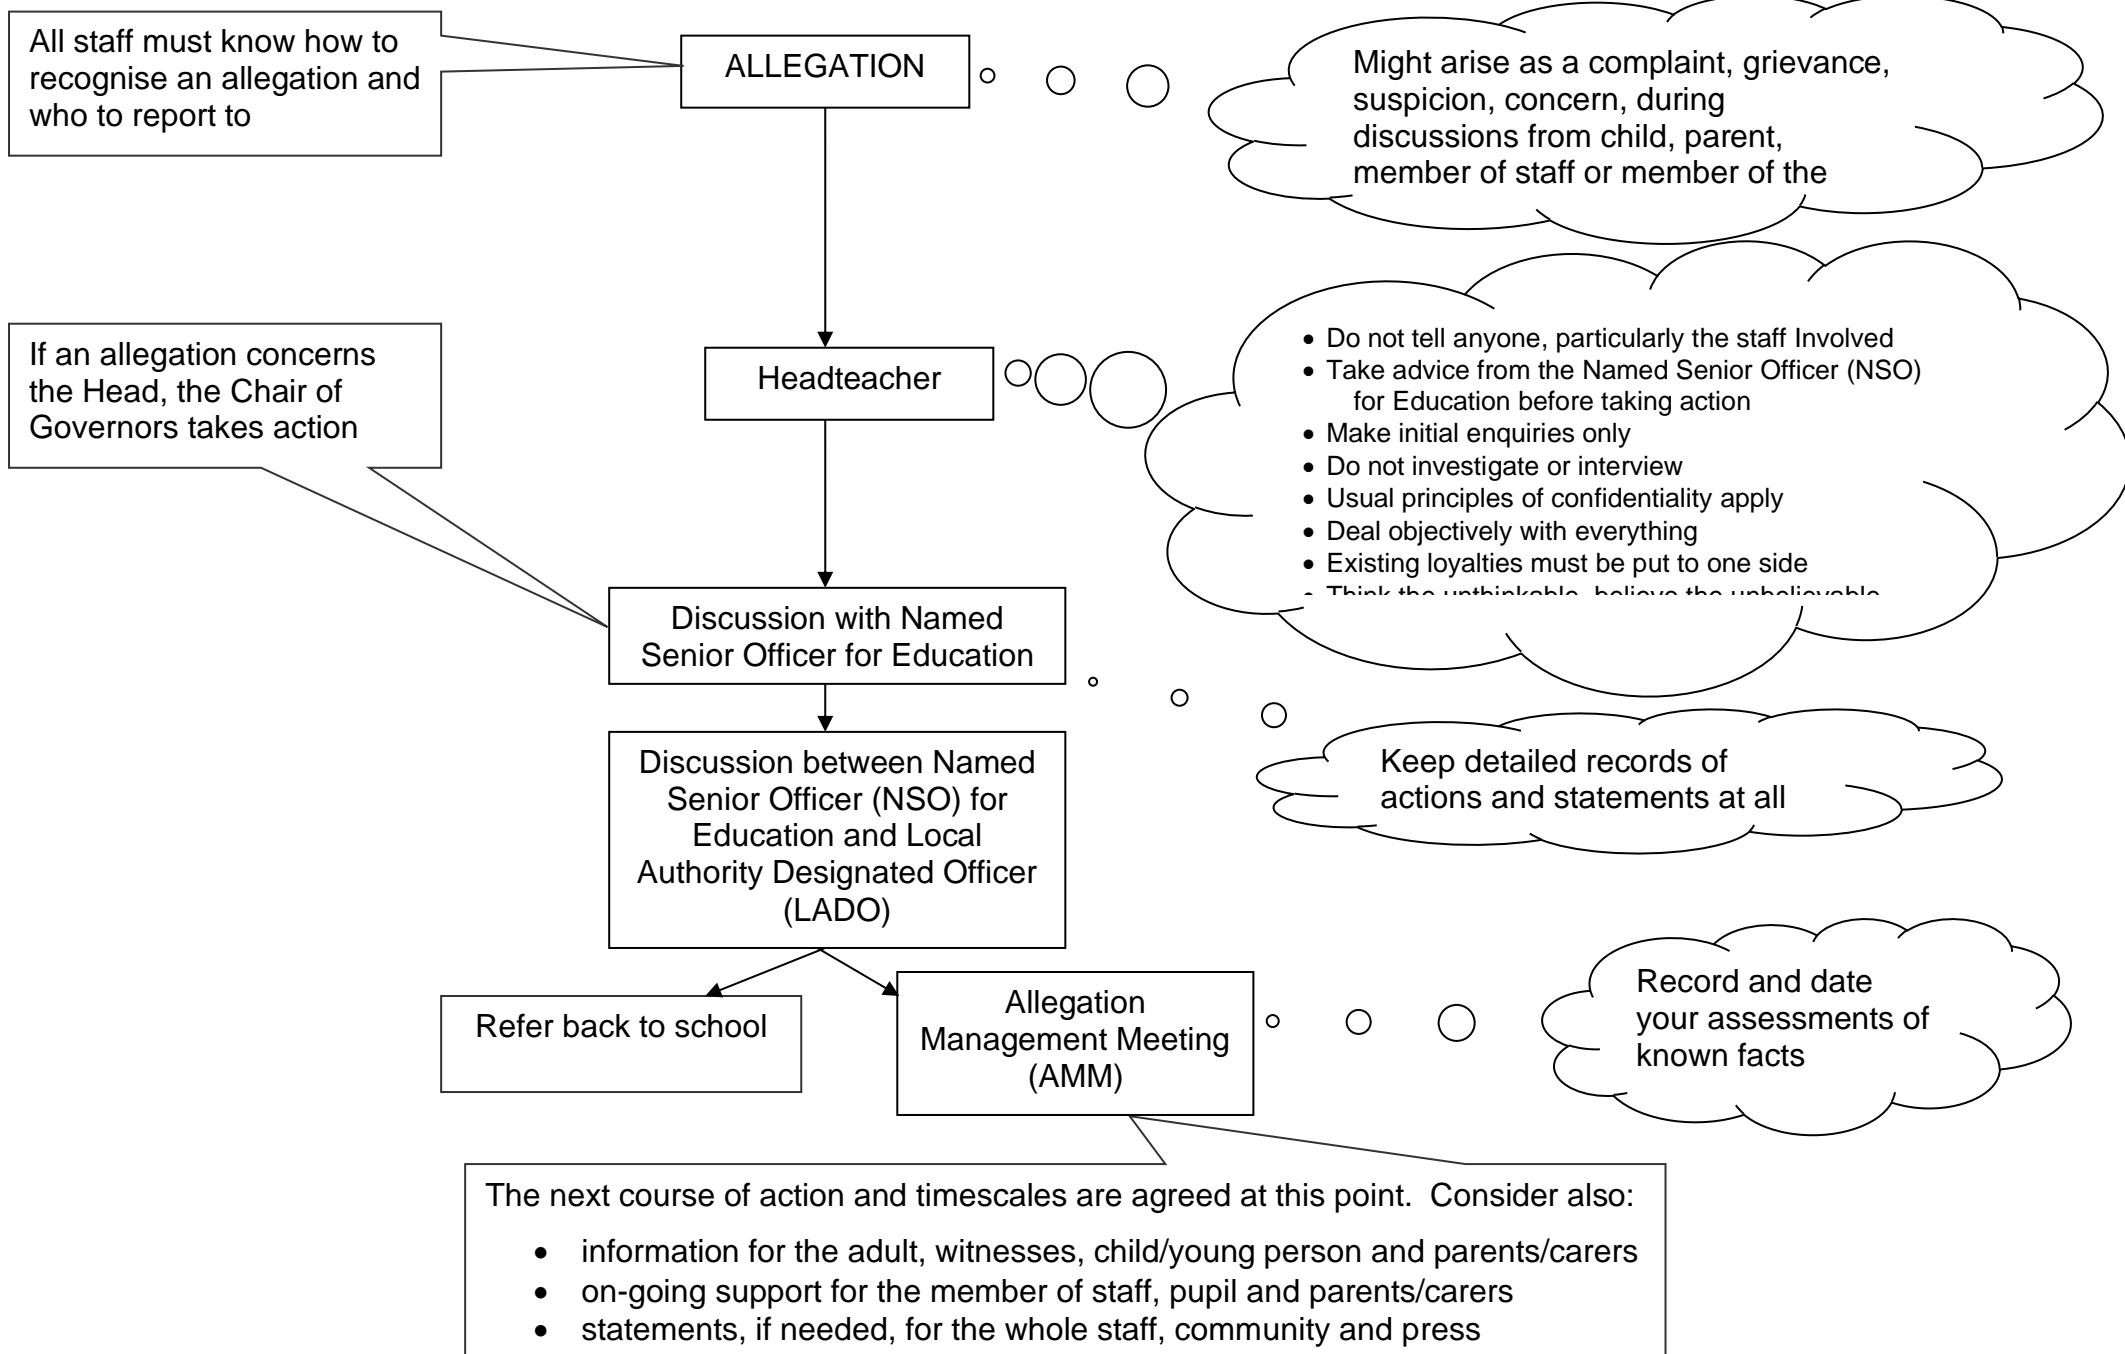 All staff must know how to
recognise an allegation and
who to report to
ALLEGATION
Might arise as a complaint, grievance,
suspicion, concern, during
discussions from child, parent,
member of staff or member of the
If an allegation concerns
the Head, the Chair of
Governors takes action
Headteacher
• Do not tell anyone, particularly the staff Involved
• Take advice from the Named Senior Officer (NSO)
for Education before taking action
• Make initial enquiries only
• Do not investigate or interview
• Usual principles of confidentiality apply
• Deal objectively with everything
• Existing loyalties must be put to one side
• Think the unthinkable, believe the unbelievable
Discussion with Named
Senior Officer for Education
Discussion between Named
Senior Officer (NSO) for
Education and Local
Authority Designated Officer
(LADO)
Keep detailed records of
actions and statements at all
Refer back to school
Allegation
Management Meeting
(AMM)
Record and date
your assessments of
known facts
The next course of action and timescales are agreed at this point.  Consider also:
• information for the adult, witnesses, child/young person and parents/carers
• on-going support for the member of staff, pupil and parents/carers
• statements, if needed, for the whole staff, community and press